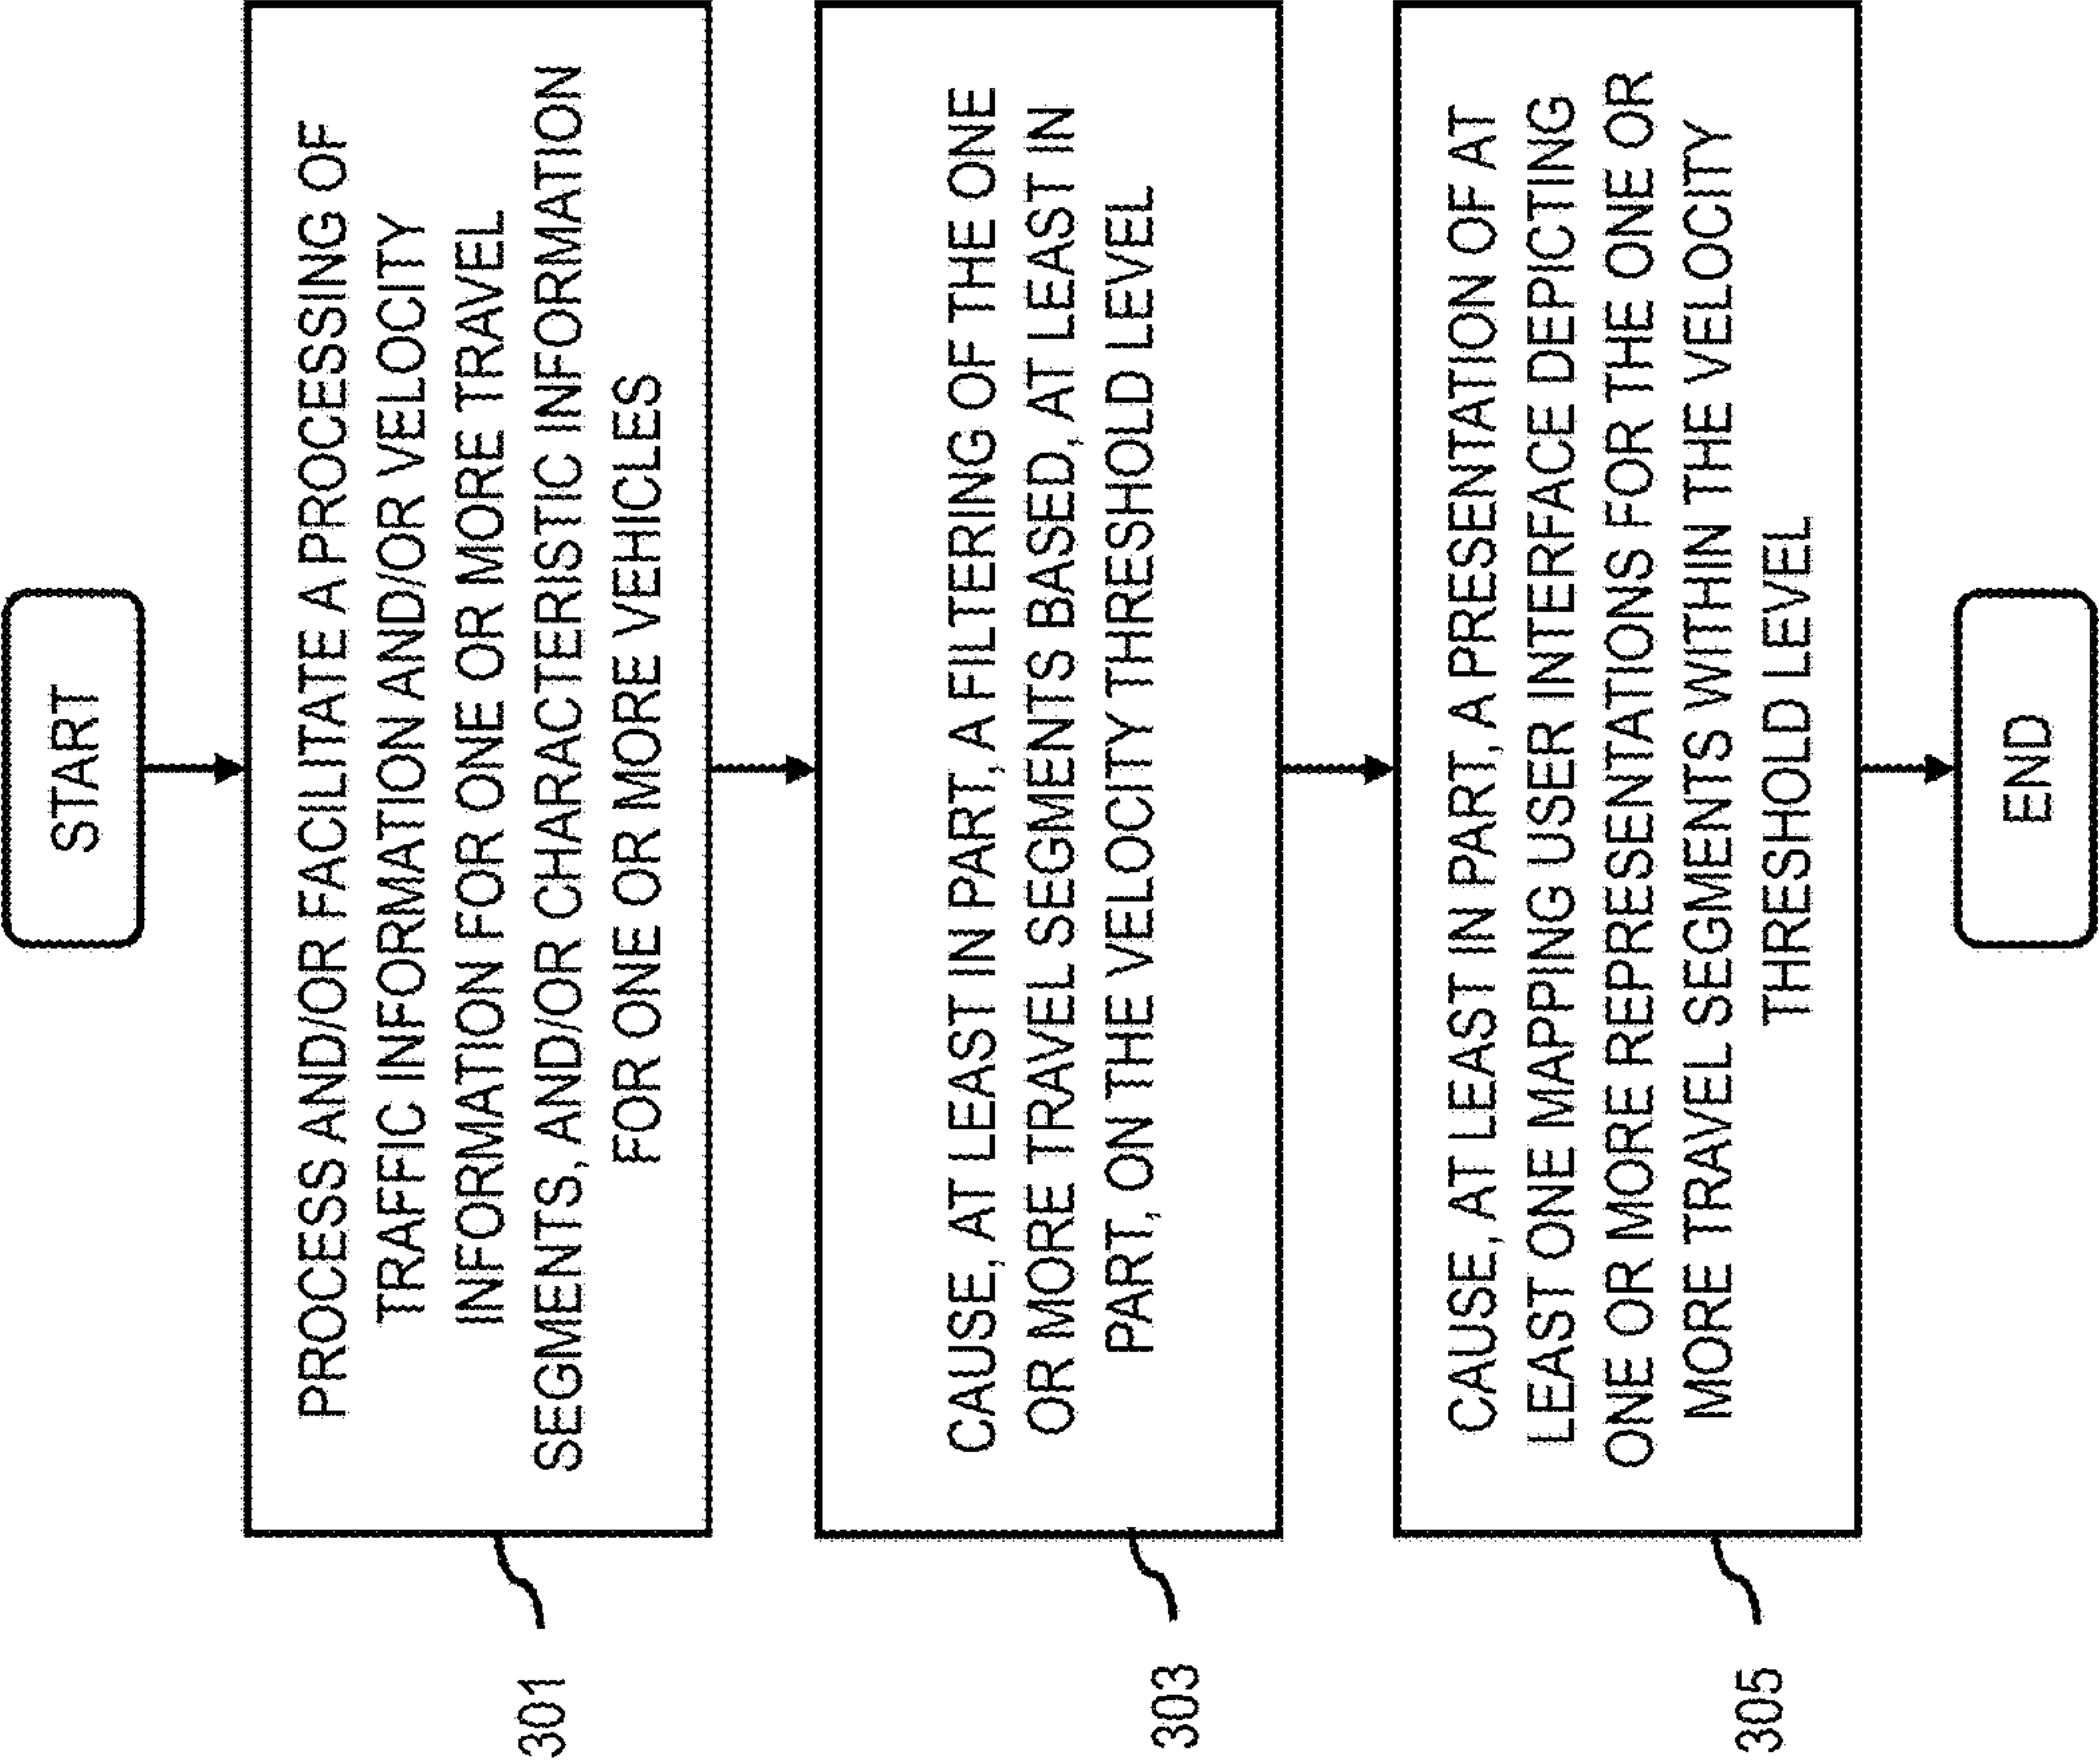 START
PROCESS AND/OR FACILITATE A PROCESSING OF
TRAFFIC INFORMATION AND/OR VELOCITY
INFORMATION FOR ONE OR MORE TRAVEL
SEGMENTS, AND/OR CHARACTERISTIC INFORMATION
FOR ONE OR MORE VEHICLES
301
CAUSE, AT LEAST IN PART, A FILTERING OF THE ONE
OR MORE TRAVEL SEGMENTS BASED, AT LEAST IN
PART, ON THE VELOCITY THRESHOLD LEVEL
303
CAUSE, AT LEAST IN PART, A PRESENTATION OF AT
LEAST ONE MAPPING USER INTERFACE DEPICTING
ONE OR MORE REPRESENTATIONS FOR THE ONE OR
MORE TRAVEL SEGMENTS WITHIN THE VELOCITY
THRESHOLD LEVEL
305
END